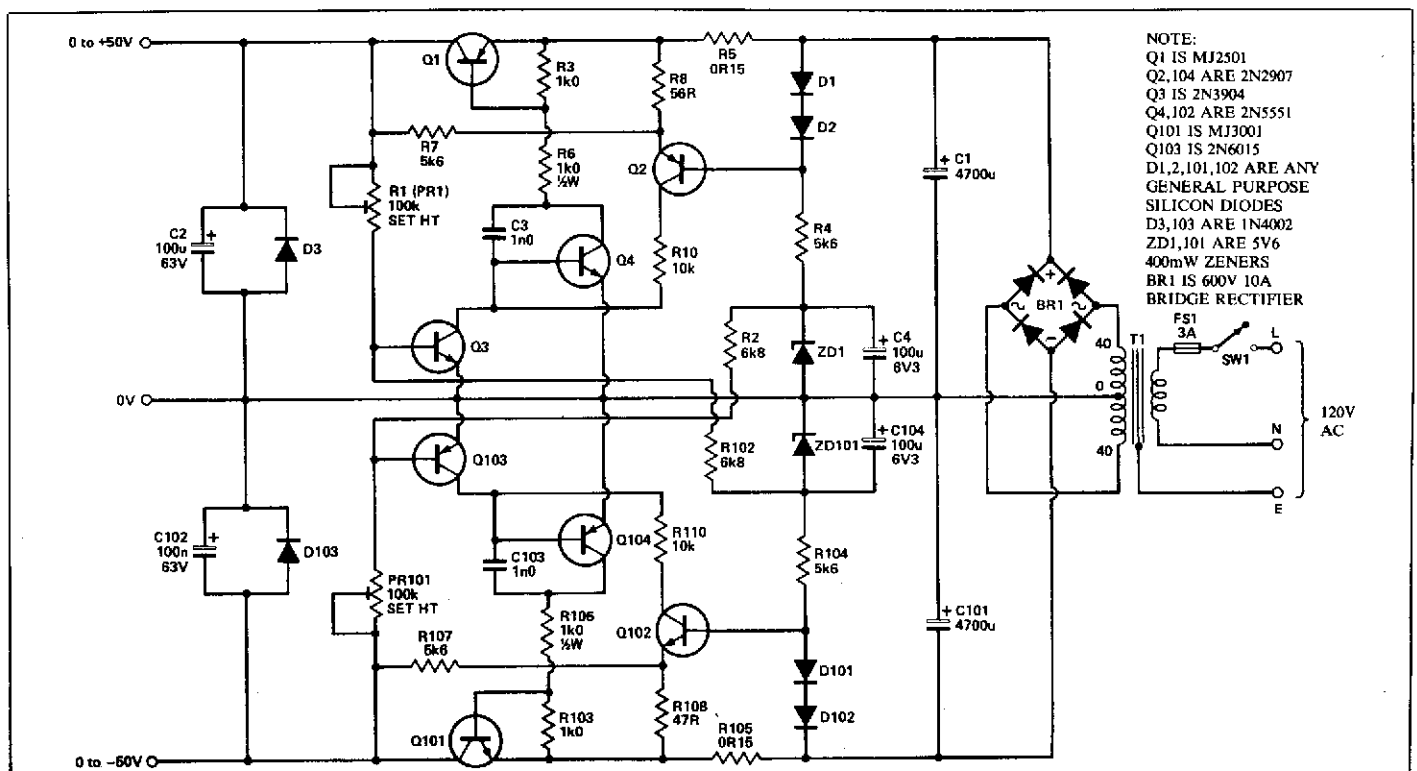 0 to +50V
Q1
R3
1k0
R8
56R
R5
0R15
D1
D2
NOTE:
Q1 IS MJ2501
Q2,104 ARE 2N2907
Q3 IS 2N3904
Q4,102 ARE 2N5551
Q101 IS MJ3001
Q103 IS 2N6015
D1,2,101,102 ARE ANY
GENERAL PURPOSE
SILICON DIODES
D3,103 ARE 1N4002
ZD1,101 ARE 5V6
400mW ZENERS
BR1 IS 600V 10A
BRIDGE RECTIFIER
R7
5k6
R6
1k0
½W
Q2
+ C1
4700u
R1 (PR1)
100k
SET HT
C2
100u
63V
+
D3
C3
1n0
Q4
R10
10k
R4
5k6
+
BR1
~
~
−
FS1
3A
SW1
L
T1
40
0
40
Q3
R2
6k8
ZD1
+ C4
100u
6V3
0V
120V
AC
N
E
Q103
R102
6k8
ZD101
+ C104
100u
6V3
C102
100n
63V
+
D103
C103
1n0
Q104
R110
10k
R104
5k6
PR101
100k
SET HT
R106
1k0
½W
Q102
+ C101
4700u
R107
5k6
D101
D102
Q101
R103
1k0
R108
47R
R105
0R15
0 to −50V